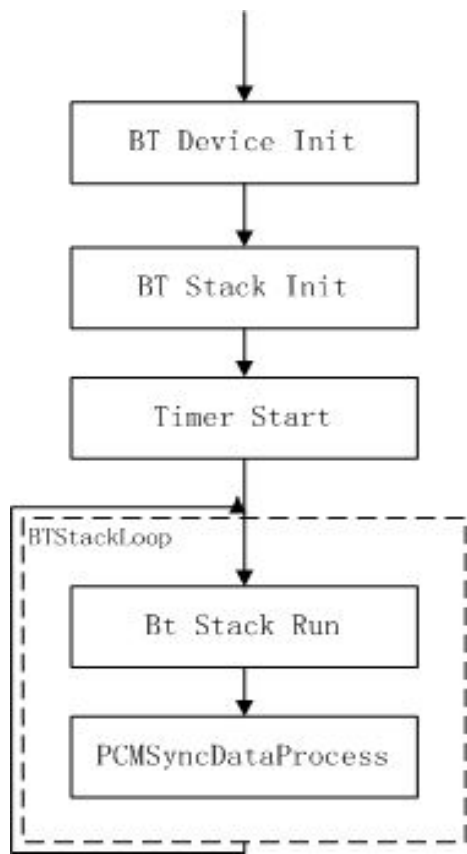 BT Device Init
BT Stack Init
Timer Start
BTStackLoop
Bt Stack Run
PCMSyncDataProcess